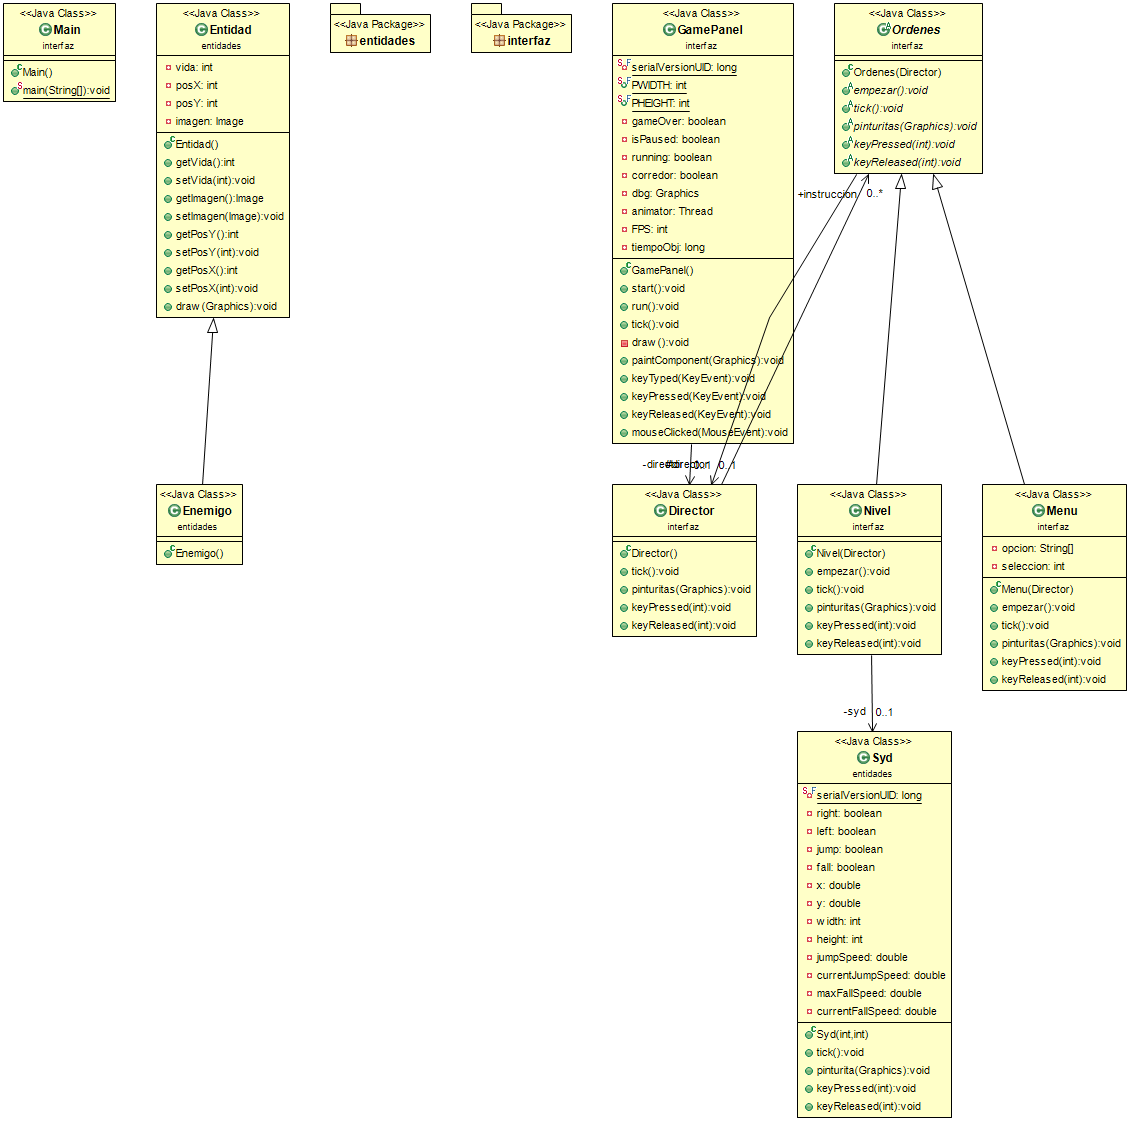 <<Java Class>>
Main
interfaz
Main()
main(String[]):void
<<Java Class>>
Entidad
entidades
vida: int
posX: int
posY: int
imagen: Image
Entidad()
getVida():int
setVida(int):void
getImagen():Image
setImagen(Image):void
getPosY():int
setPosY(int):void
getPosX():int
setPosX(int):void
draw(Graphics):void
<<Java Package>>
entidades
<<Java Package>>
interfaz
<<Java Class>>
GamePanel
interfaz
serialVersionUID: long
PWIDTH: int
PHEIGHT: int
gameOver: boolean
isPaused: boolean
running: boolean
corredor: boolean
dbg: Graphics
animator: Thread
FPS: int
tiempoObj: long
GamePanel()
start():void
run():void
tick():void
draw():void
paintComponent(Graphics):void
keyTyped(KeyEvent):void
keyPressed(KeyEvent):void
keyReleased(KeyEvent):void
mouseClicked(MouseEvent):void
<<Java Class>>
Ordenes
interfaz
Ordenes(Director)
empezar():void
tick():void
pinturitas(Graphics):void
keyPressed(int):void
keyReleased(int):void
+instruccion 0..*
-director 0..1
#director 0..1
<<Java Class>>
Enemigo
entidades
Enemigo()
<<Java Class>>
Director
interfaz
Director()
tick():void
pinturitas(Graphics):void
keyPressed(int):void
keyReleased(int):void
<<Java Class>>
Nivel
interfaz
Nivel(Director)
empezar():void
tick():void
pinturitas(Graphics):void
keyPressed(int):void
keyReleased(int):void
<<Java Class>>
Menu
interfaz
opcion: String[]
seleccion: int
Menu(Director)
empezar():void
tick():void
pinturitas(Graphics):void
keyPressed(int):void
keyReleased(int):void
-syd 0..1
<<Java Class>>
Syd
entidades
serialVersionUID: long
right: boolean
left: boolean
jump: boolean
fall: boolean
x: double
y: double
width: int
height: int
jumpSpeed: double
currentJumpSpeed: double
maxFallSpeed: double
currentFallSpeed: double
Syd(int,int)
tick():void
pinturita(Graphics):void
keyPressed(int):void
keyReleased(int):void